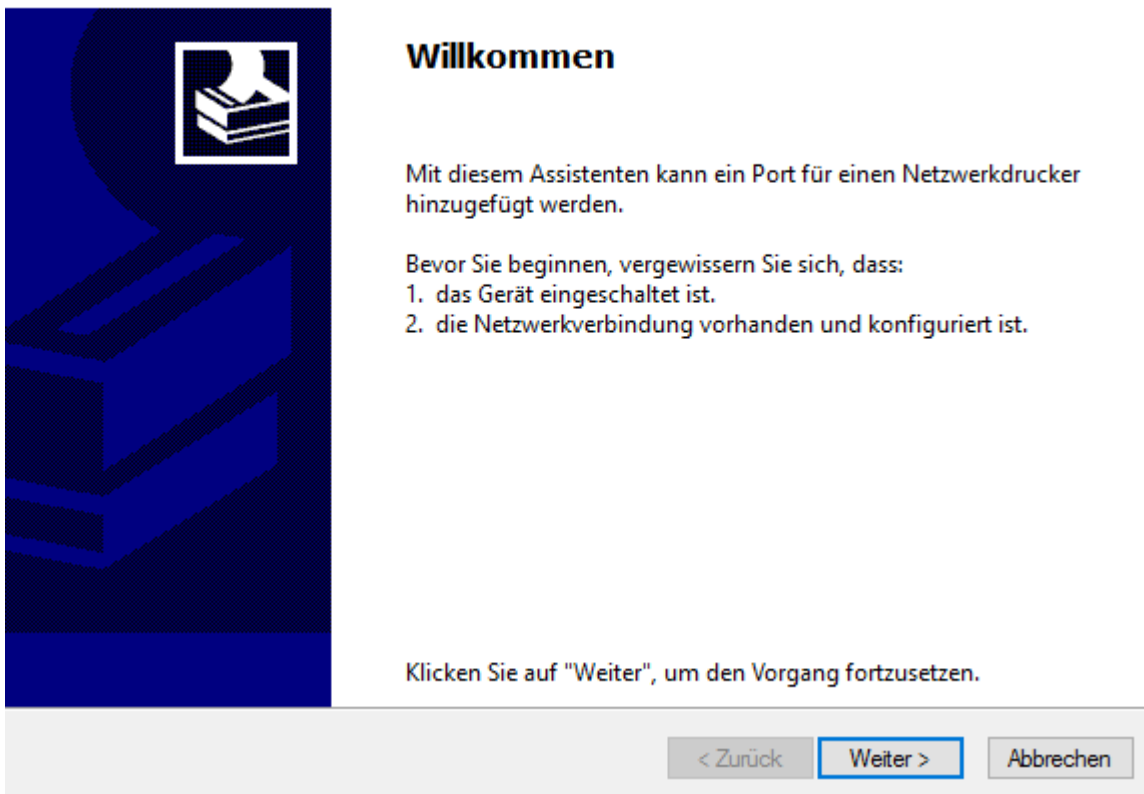 Willkommen
Mit diesem Assistenten kann ein Port für einen Netzwerkdrucker
hinzugefügt werden.
Bevor Sie beginnen, vergewissern Sie sich, dass:
1. das Gerät eingeschaltet ist.
2. die Netzwerkverbindung vorhanden und konfiguriert ist.
Klicken Sie auf "Weiter", um den Vorgang fortzusetzen.
< Zurück Weiter > Abbrechen